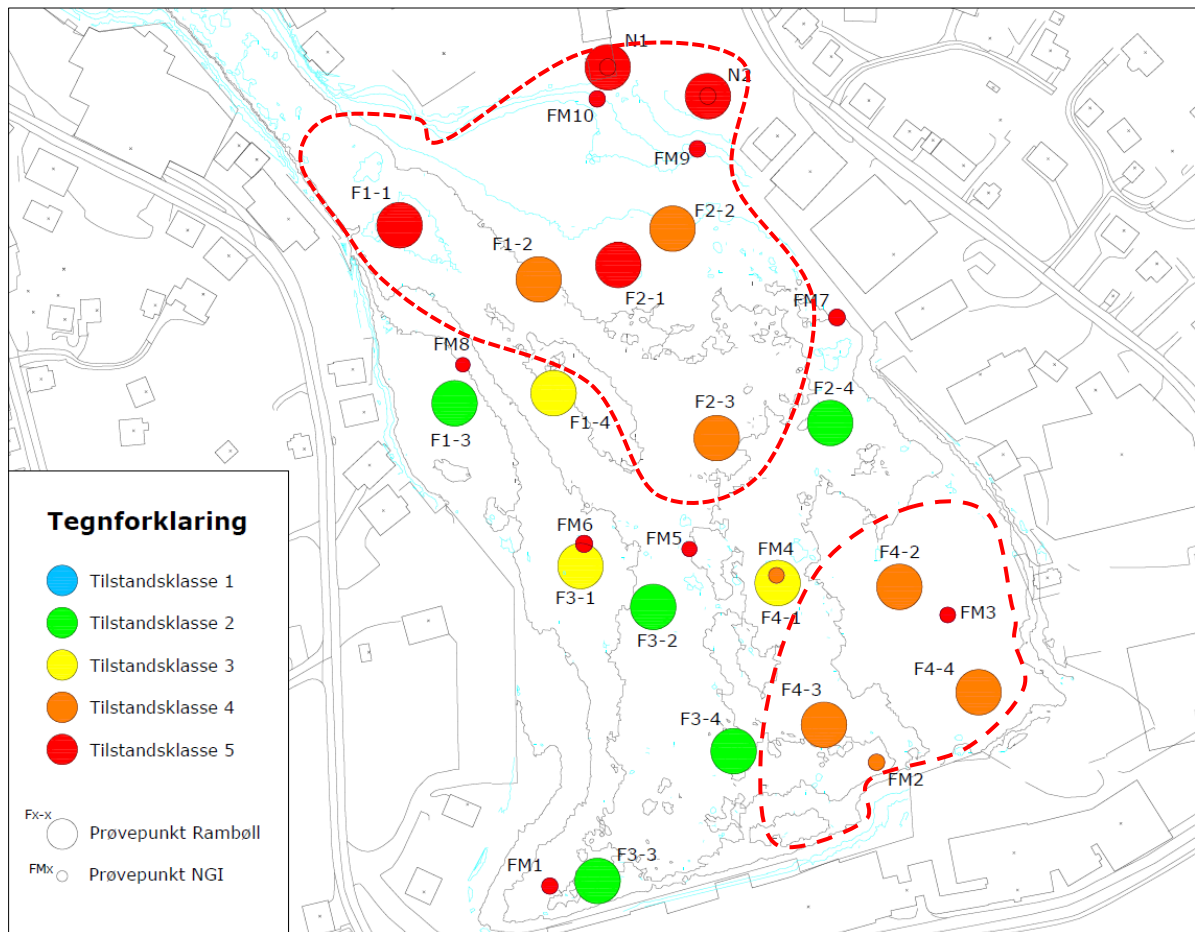 N1
N2
FM10
FM9
F1-1
F2-2
F1-2
F2-1
FM7
FM8
F1-4
F2-4
F2-3
F1-3
Tegnforklaring
FM6
FM5
FM4
F4-2
Tilstandsklasse 1
F3-1
F4-1
FM3
Tilstandsklasse 2
F3-2
Tilstandsklasse 3
F4-4
F4-3
Tilstandsklasse 4
F3-4
Tilstandsklasse 5
FM2
Fx-x
Prøvepunkt Rambøll
F3-3
FM1
FMx
Prøvepunkt NGI